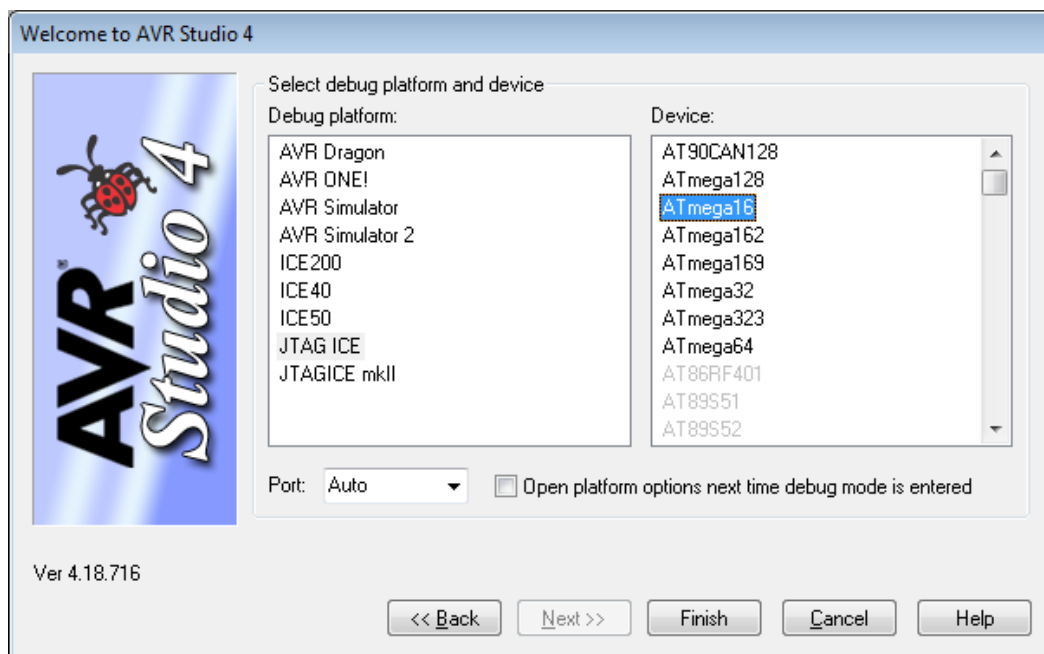 Welcome to AVR Studio 4
AVR®
Studio 4
Select debug platform and device
Debug platform:
AVR Dragon
AVR ONE!
AVR Simulator
AVR Simulator 2
ICE200
ICE40
ICE50
JTAG ICE
JTAGICE mkII
Device:
AT90CAN128
ATmega128
ATmega16
ATmega162
ATmega169
ATmega32
ATmega323
ATmega64
AT86RF401
AT89S51
AT89S52
Port: Auto
Open platform options next time debug mode is entered
Ver 4.18.716
<< Back
Next >>
Finish
Cancel
Help